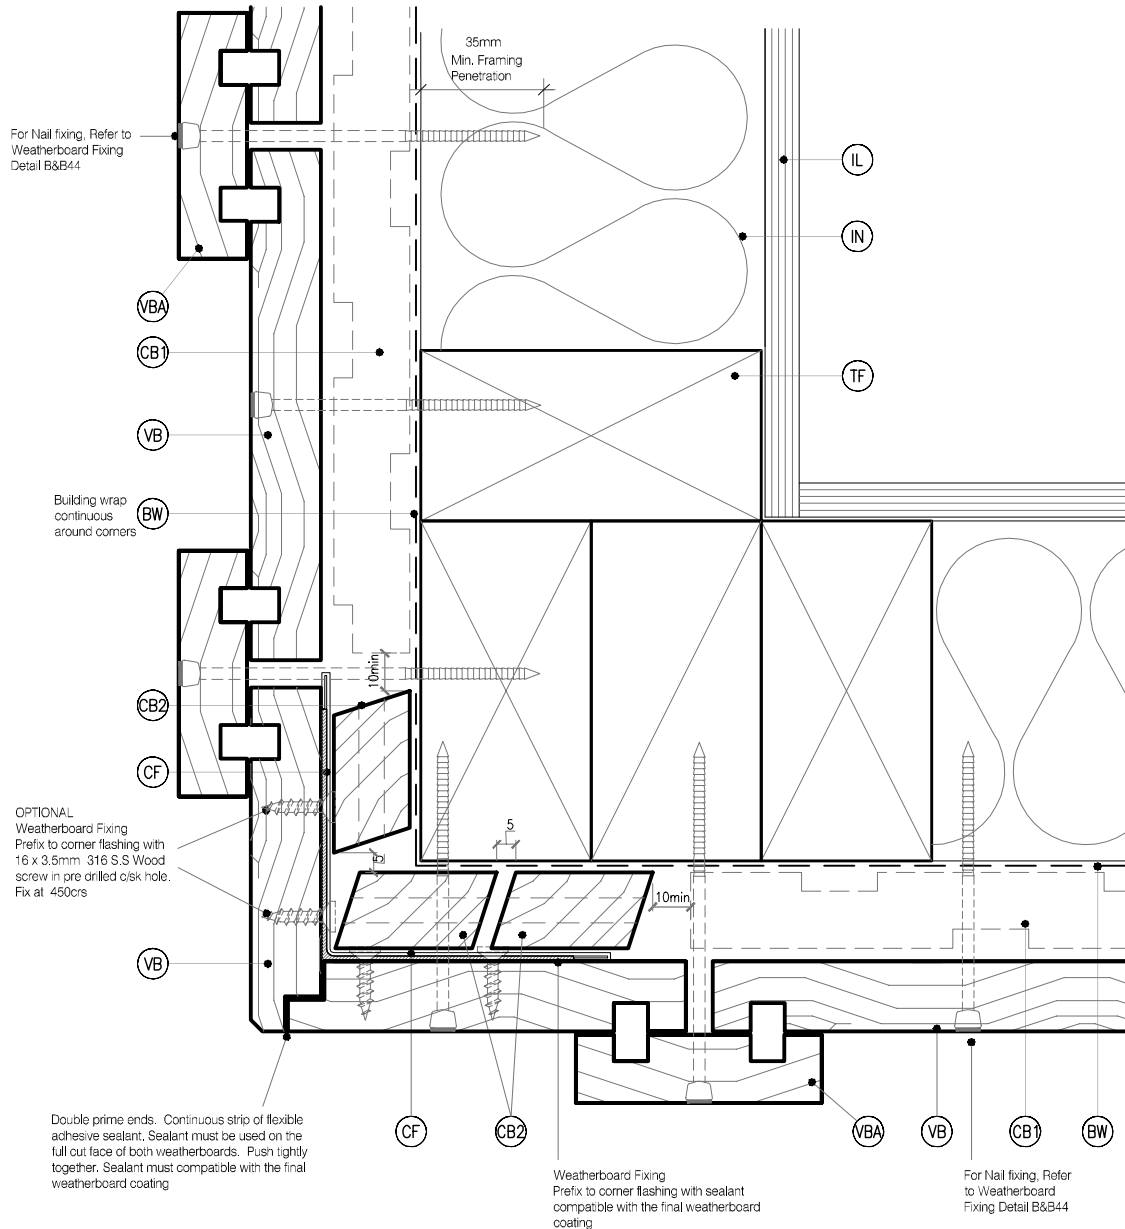 35mm
Min. Framing
Penetration
For Nail fixing, Refer to
Weatherboard Fixing
Detail B&B44
IL
IN
VBA
CB1
TF
VB
Building wrap
continuous
around corners
BW
10min
CB2
CF
OPTIONAL
Weatherboard Fixing
Prefix to corner flashing with
16 x 3.5mm 316 S.S Wood
screw in pre drilled c/sk hole.
Fix at 450crs
5
5
10min
VB
Double prime ends. Continuous strip of flexible
adhesive sealant. Sealant must be used on the
full cut face of both weatherboards. Push tightly
together. Sealant must compatible with the final
weatherboard coating
CF
CB2
VBA
VB
CB1
BW
Weatherboard Fixing
Prefix to corner flashing with sealant
compatible with the final weatherboard
coating
For Nail fixing, Refer
to Weatherboard
Fixing Detail B&B44